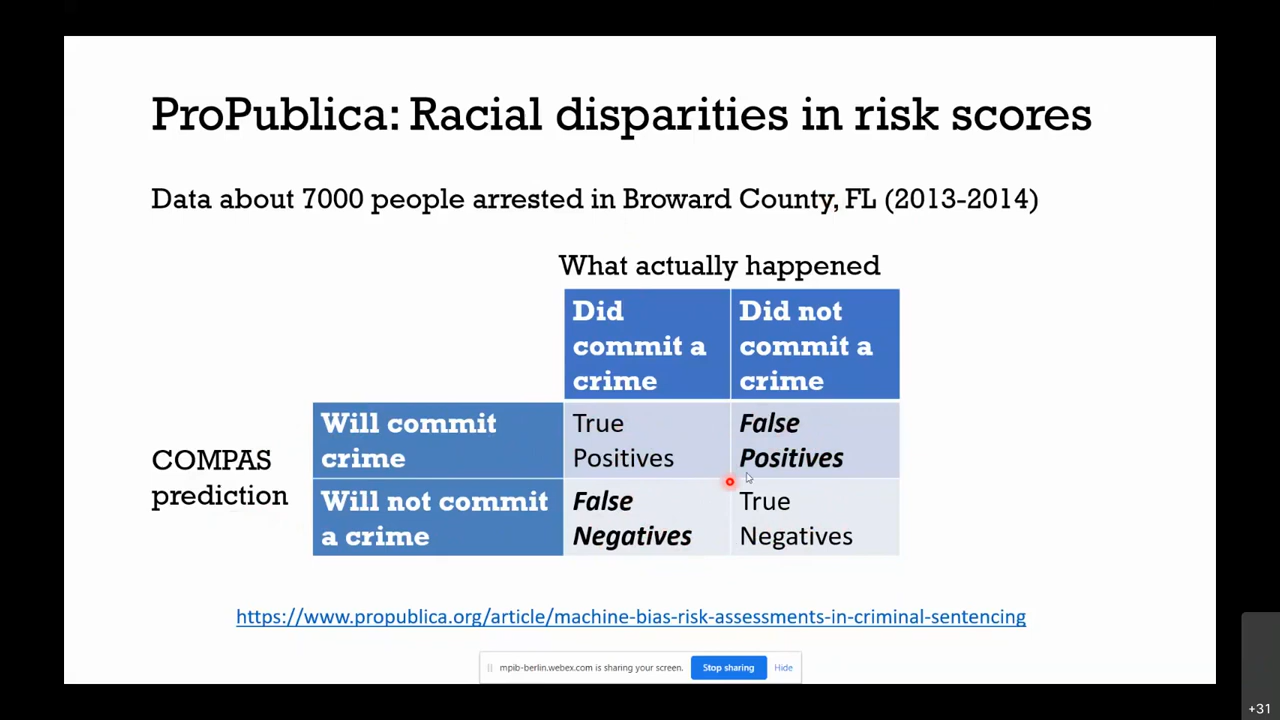 ProPublica: Racial disparities in risk scores
Data about 7000 people arrested in Broward County, FL (2013-2014)
What actually happened
Did
commit a
crime
Did not
commit a
crime
COMPAS
prediction
Will commit
crime
True
Positives
False
Positives
Will not commit
a crime
False
Negatives
True
Negatives
https://www.propublica.org/article/machine-bias-risk-assessments-in-criminal-sentencing
mpib-berlin.webex.com is sharing your screen.
Stop sharing
Hide
+31